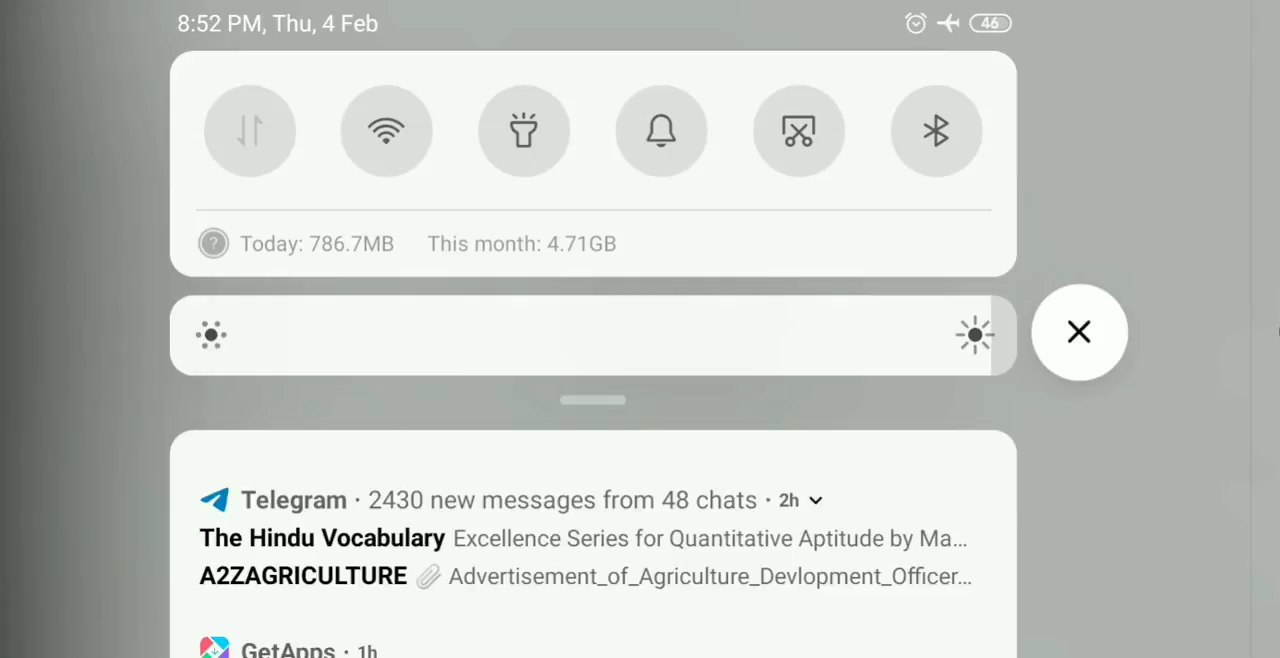 8:52 PM, Thu, 4 Feb 46
? Today: 786.7MB This month: 4.71GB
Telegram · 2430 new messages from 48 chats · 2h
The Hindu Vocabulary Excellence Series for Quantitative Aptitude by Ma...
A2ZAGRICULTURE Advertisement_of_Agriculture_Devlopment_Officer...
GetApps · 1h